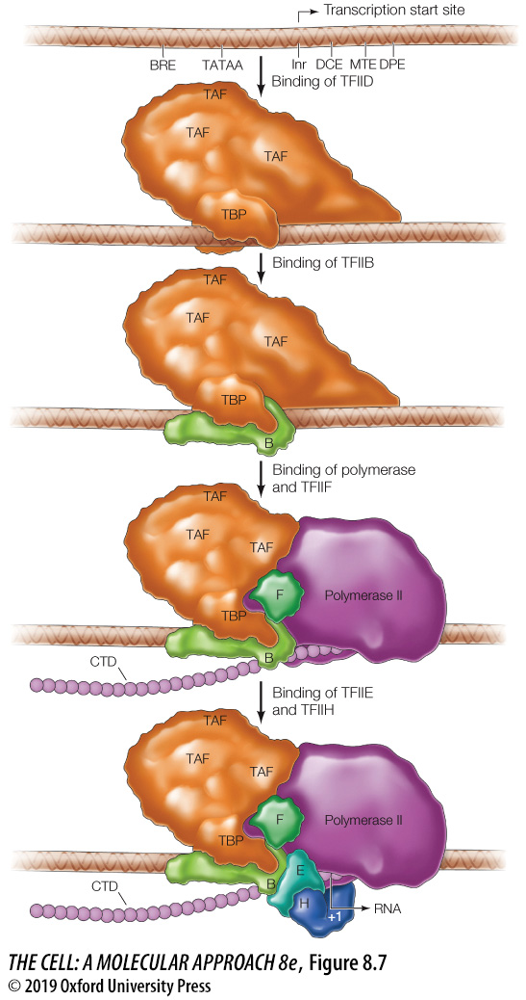 Transcription start site
BRE TATAA Inr DCE MTE DPE
Binding of TFIID
TAF
TAF
TAF
TBP
Binding of TFIIB
TAF
TAF
TAF
TBP
B
Binding of polymerase
and TFIIF
TAF
TAF
TAF
F
Polymerase II
TBP
B
CTD
Binding of TFIIE
and TFIIH
TAF
TAF
TAF
F
Polymerase II
TBP
E
B
CTD
H
+1
RNA
THE CELL: A MOLECULAR APPROACH 8e, Figure 8.7
© 2019 Oxford University Press